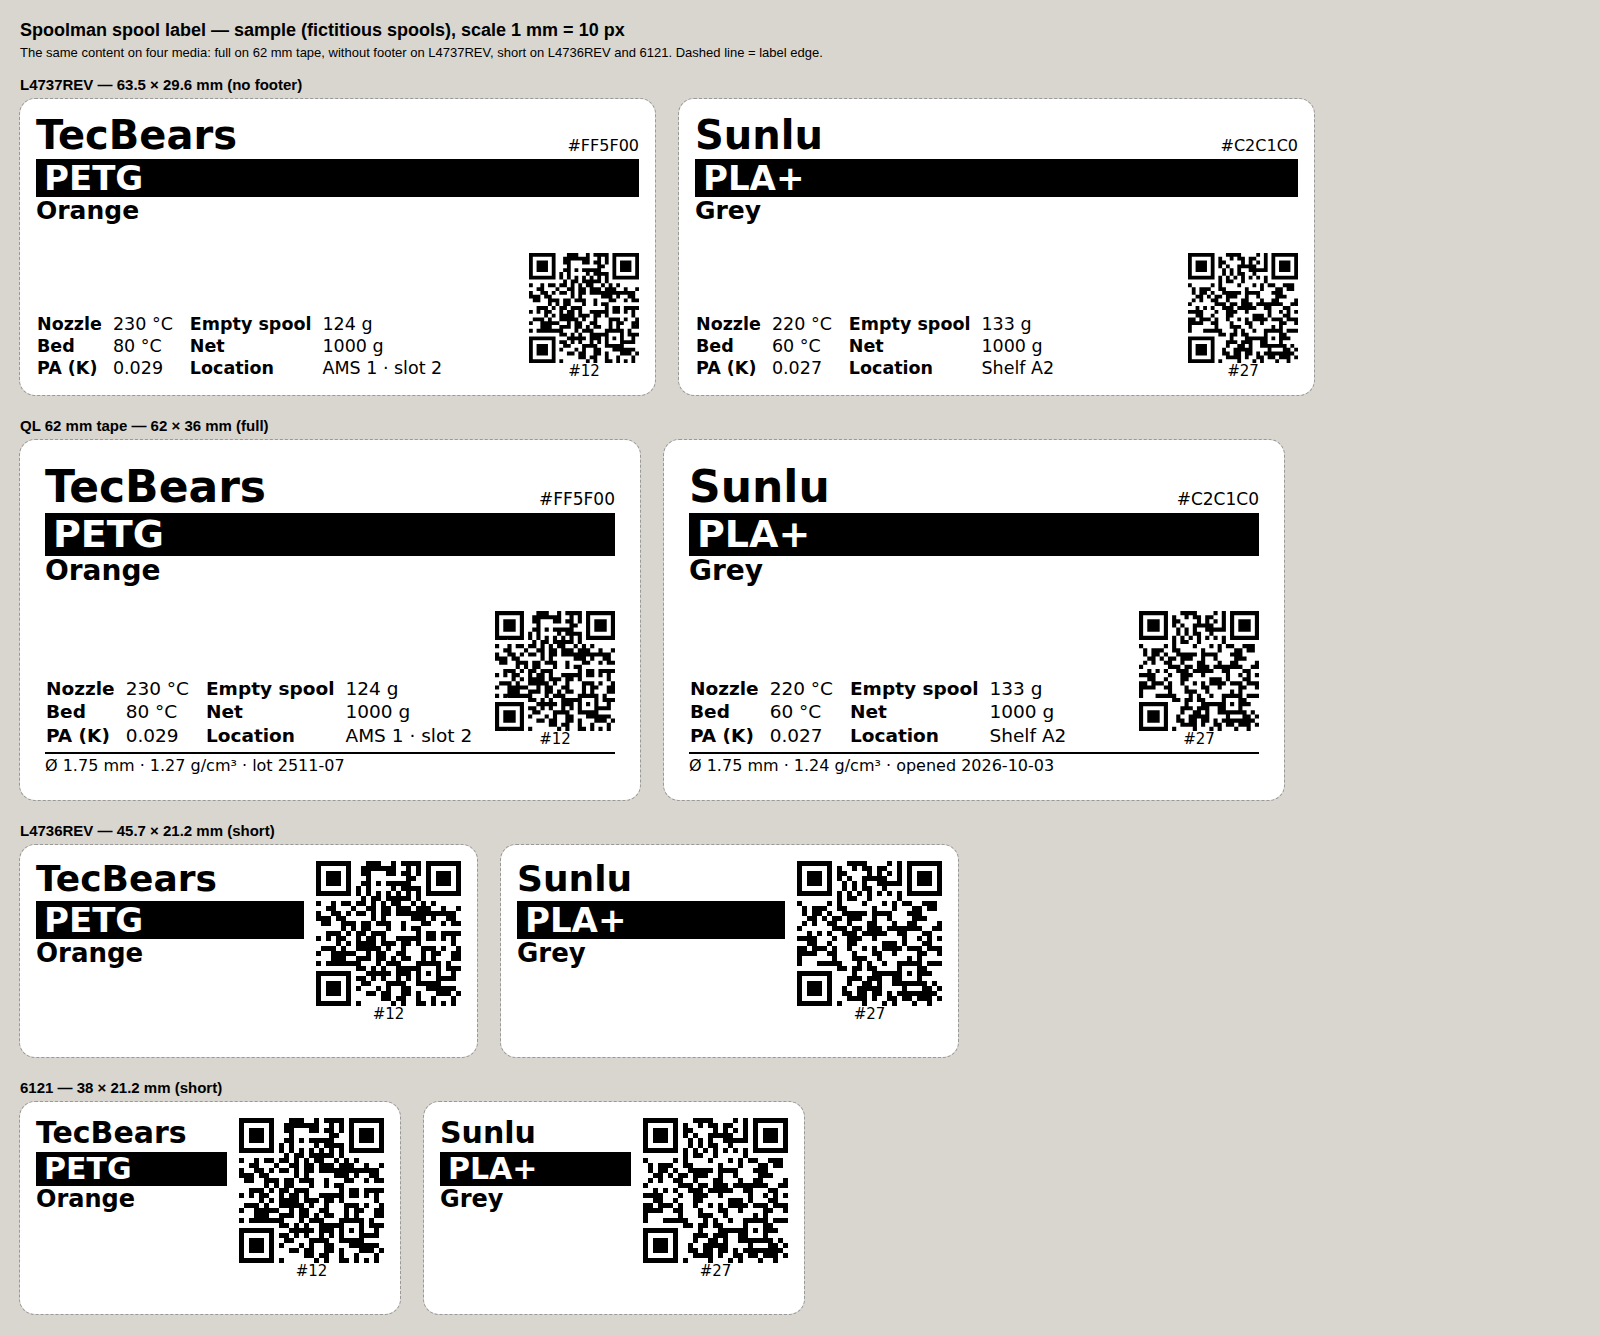 Spoolman spool label — sample (fictitious spools), scale 1 mm = 10 px
The same content on four media: full on 62 mm tape, without footer on L4737REV, short on L4736REV and 6121. Dashed line = label edge.
L4737REV — 63.5 × 29.6 mm (no footer)
TecBears #FF5F00
PETG
Orange
Nozzle 230 °C Empty spool 124 g
Bed 80 °C Net 1000 g
PA (K) 0.029 Location AMS 1 · slot 2
#12
Sunlu #C2C1C0
PLA+
Grey
Nozzle 220 °C Empty spool 133 g
Bed 60 °C Net 1000 g
PA (K) 0.027 Location Shelf A2
#27
QL 62 mm tape — 62 × 36 mm (full)
TecBears #FF5F00
PETG
Orange
Nozzle 230 °C Empty spool 124 g
Bed 80 °C Net 1000 g
PA (K) 0.029 Location AMS 1 · slot 2
#12
Ø 1.75 mm · 1.27 g/cm³ · lot 2511-07
Sunlu #C2C1C0
PLA+
Grey
Nozzle 220 °C Empty spool 133 g
Bed 60 °C Net 1000 g
PA (K) 0.027 Location Shelf A2
#27
Ø 1.75 mm · 1.24 g/cm³ · opened 2026-10-03
L4736REV — 45.7 × 21.2 mm (short)
TecBears
PETG
Orange
#12
Sunlu
PLA+
Grey
#27
6121 — 38 × 21.2 mm (short)
TecBears
PETG
Orange
#12
Sunlu
PLA+
Grey
#27